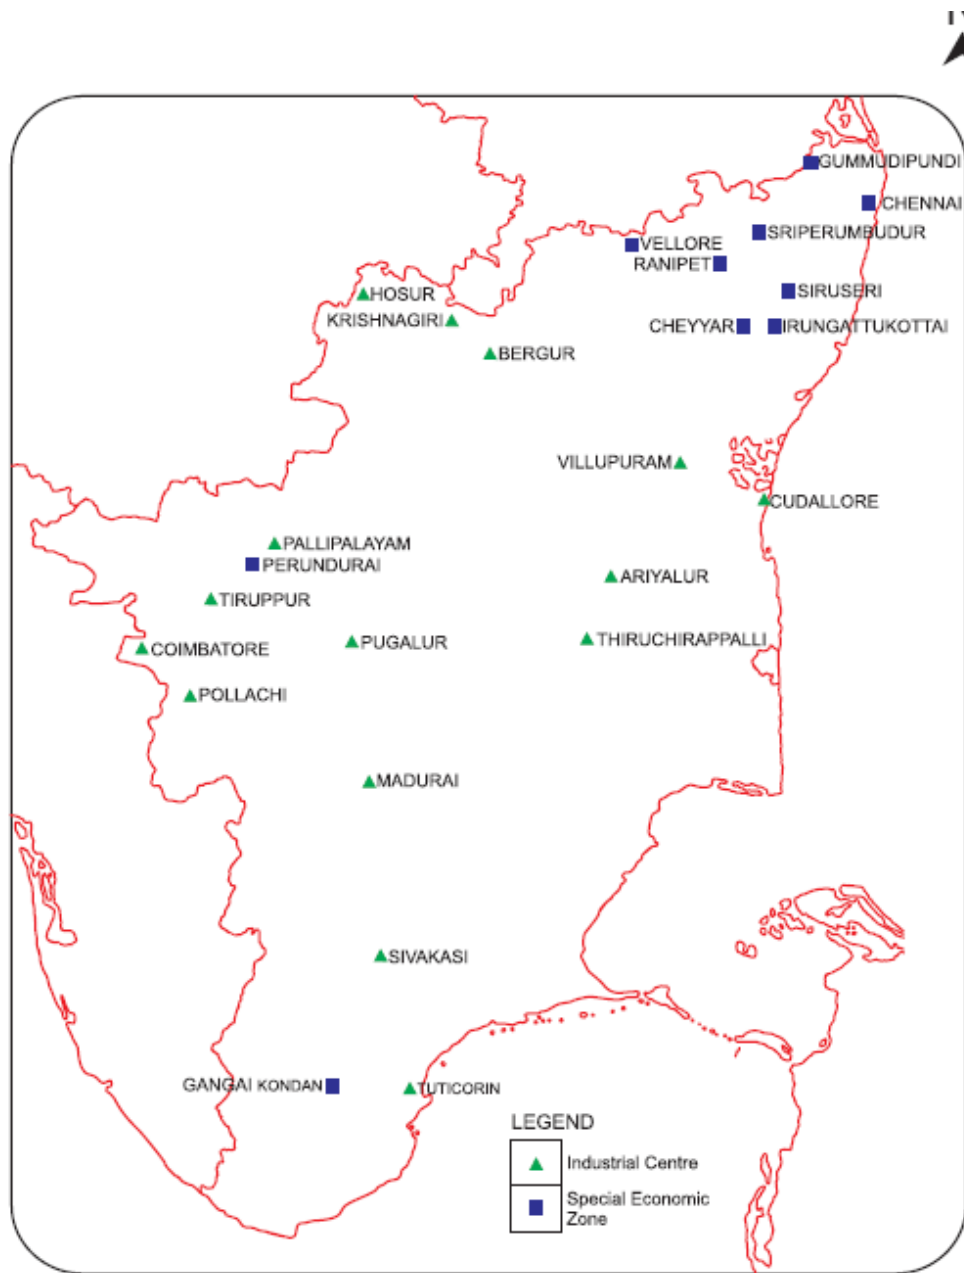 GUMMUDIPUNDI
CHENNAI
SRIPERUMBUDUR
VELLORE
RANIPET
SIRUSERI
HOSUR
KRISHNAGIRI
CHEYYAR
IRUNGATTUKOTTAI
BERGUR
VILLUPURAM
CUDALLORE
PALLIPALAYAM
PERUNDURAI
ARIYALUR
TIRUPPUR
PUGALUR
THIRUCHIRAPPALLI
COIMBATORE
POLLACHI
MADURAI
SIVAKASI
GANGAI KONDAN
TUTICORIN
LEGEND
Industrial Centre
Special Economic
Zone